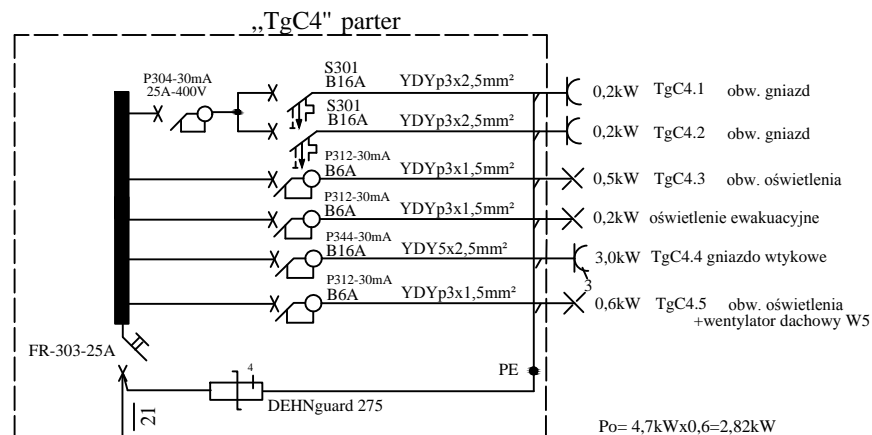 „TgC4" parter
P304-30mA
25A-400V
S301
B16A
YDYp3x2,5mm²
0,2kW TgC4.1 obw. gniazd
S301
B16A
YDYp3x2,5mm²
0,2kW TgC4.2 obw. gniazd
P312-30mA
B6A
YDYp3x1,5mm²
0,5kW TgC4.3 obw. oświetlenia
P312-30mA
B6A
YDYp3x1,5mm²
0,2kW oświetlenie ewakuacyjne
P344-30mA
B16A
YDY5x2,5mm²
3
3,0kW TgC4.4 gniazdo wtykowe
P312-30mA
B6A
YDYp3x1,5mm²
0,6kW TgC4.5 obw. oświetlenia
+wentylator dachowy W5
FR-303-25A
PE
4
DEHNguard 275
21
Po= 4,7kWx0,6=2,82kW